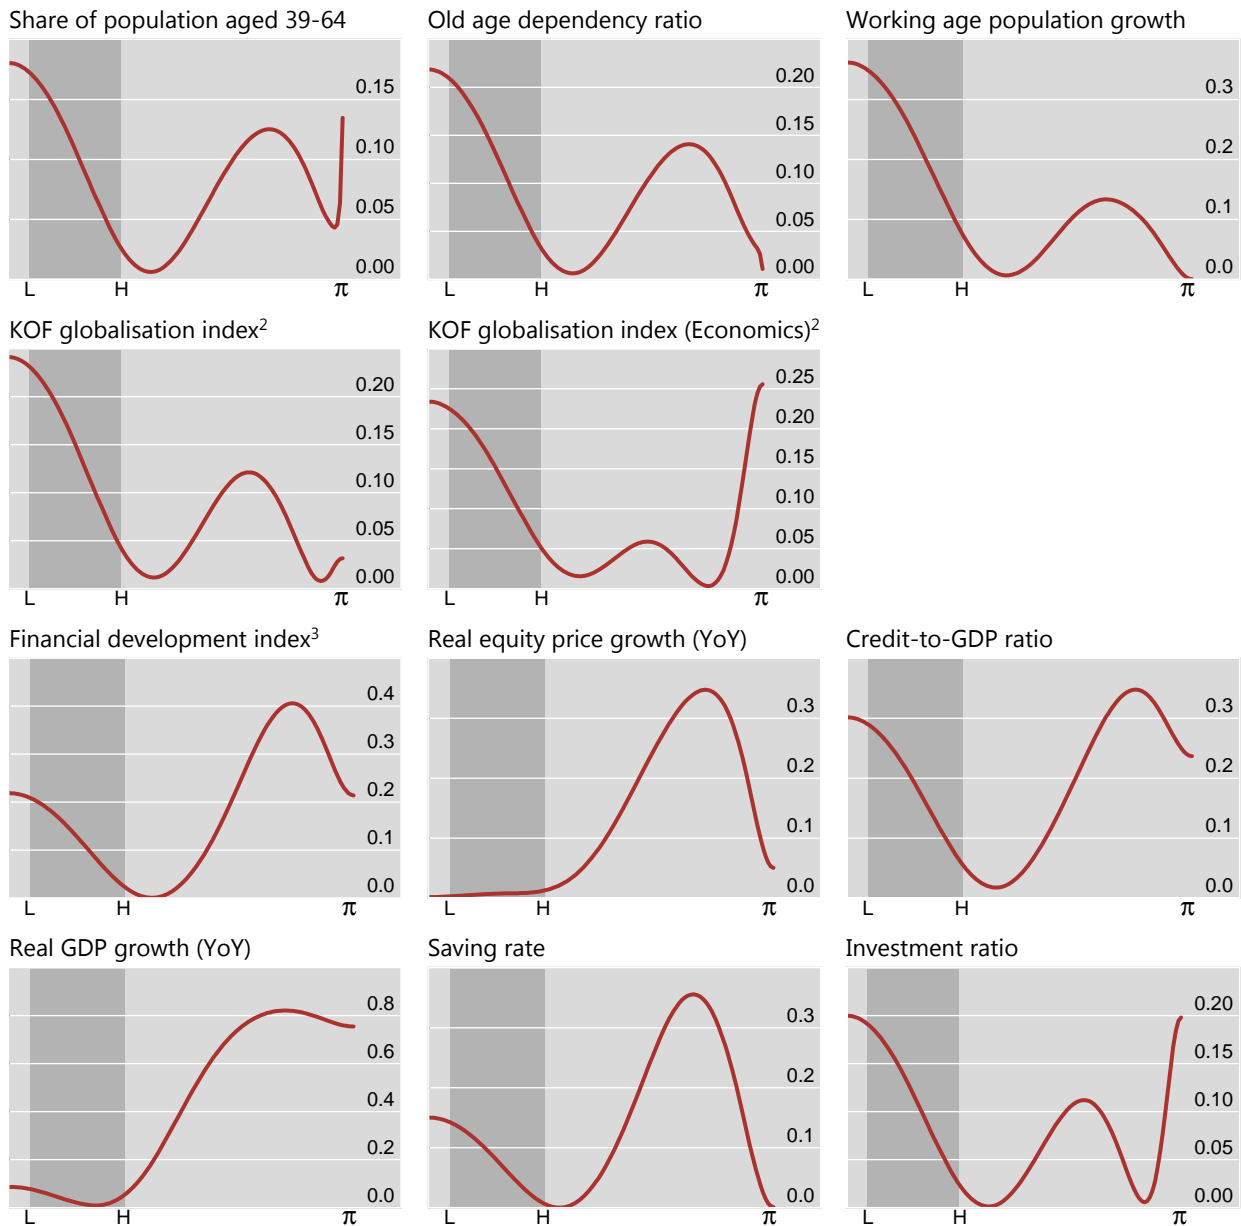 Share of population aged 39-64
0.15
0.10
0.05
0.00
L H π
Old age dependency ratio
0.20
0.15
0.10
0.05
0.00
L H π
Working age population growth
0.3
0.2
0.1
0.0
L H π
KOF globalisation index²
0.20
0.15
0.10
0.05
0.00
L H π
KOF globalisation index (Economics)²
0.25
0.20
0.15
0.10
0.05
0.00
L H π
Financial development index³
0.4
0.3
0.2
0.1
0.0
L H π
Real equity price growth (YoY)
0.3
0.2
0.1
0.0
L H π
Credit-to-GDP ratio
0.3
0.2
0.1
0.0
L H π
Real GDP growth (YoY)
0.8
0.6
0.4
0.2
0.0
L H π
Saving rate
0.3
0.2
0.1
0.0
L H π
Investment ratio
0.20
0.15
0.10
0.05
0.00
L H π